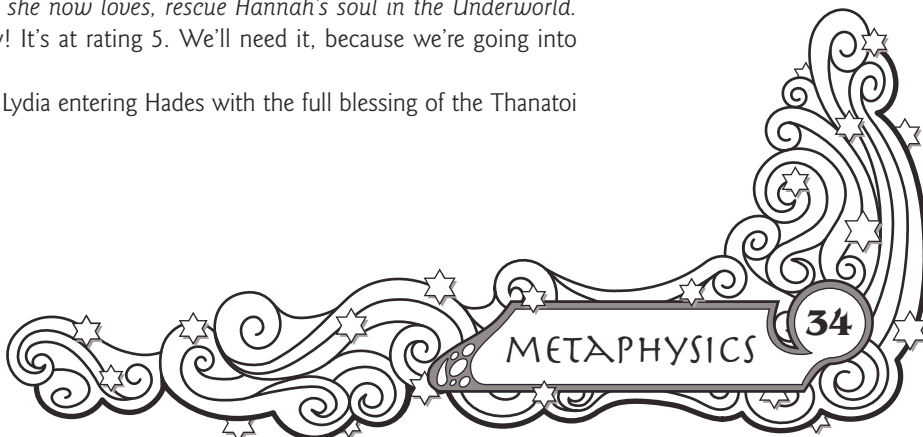 she now loves, rescue Hannah's soul in the Underworld.
! It's at rating 5. We'll need it, because we're going into
Lydia entering Hades with the full blessing of the Thanatoi
METAPHYSICS
34